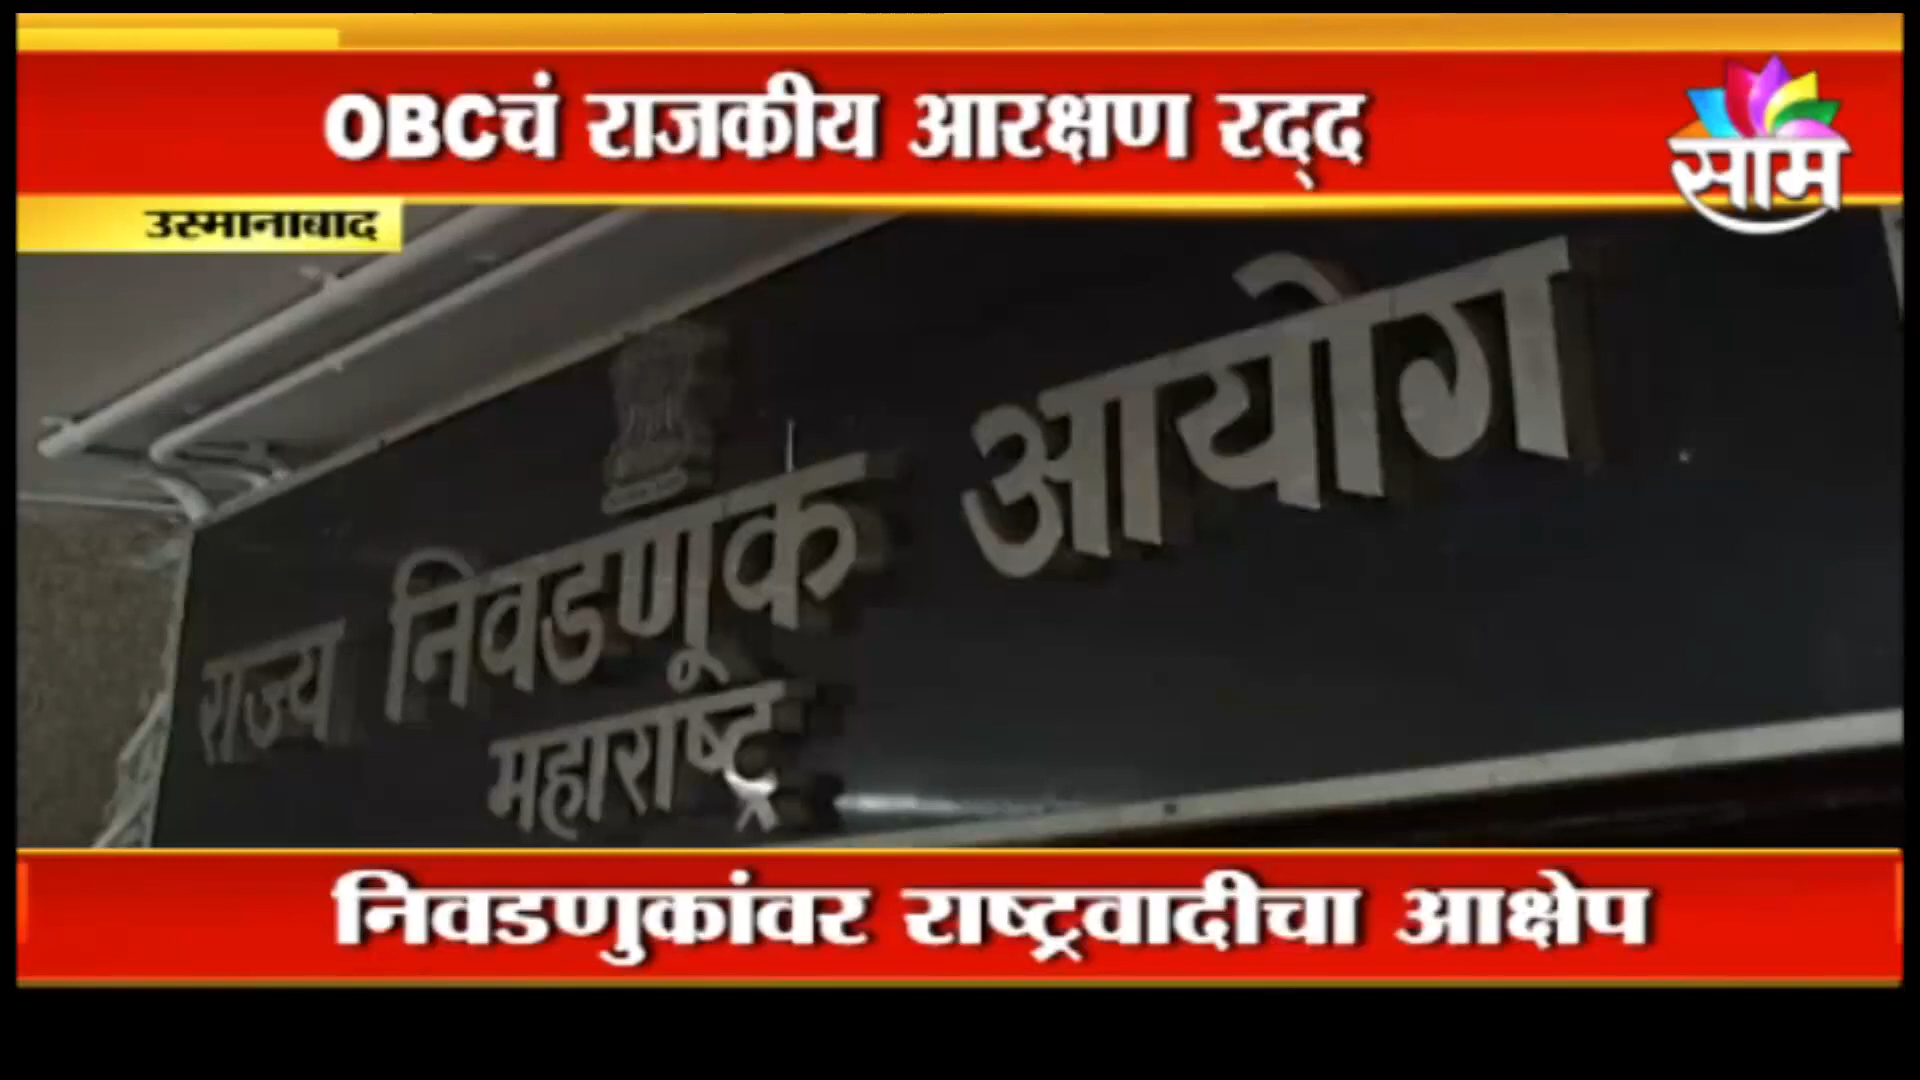 OBCचं राजकीय आरक्षण रद्द
साम
उस्मानाबाद
राज्य निवडणूक आयोग
महाराष्ट्र
निवडणुकांवर राष्ट्रवादीचा आक्षेप